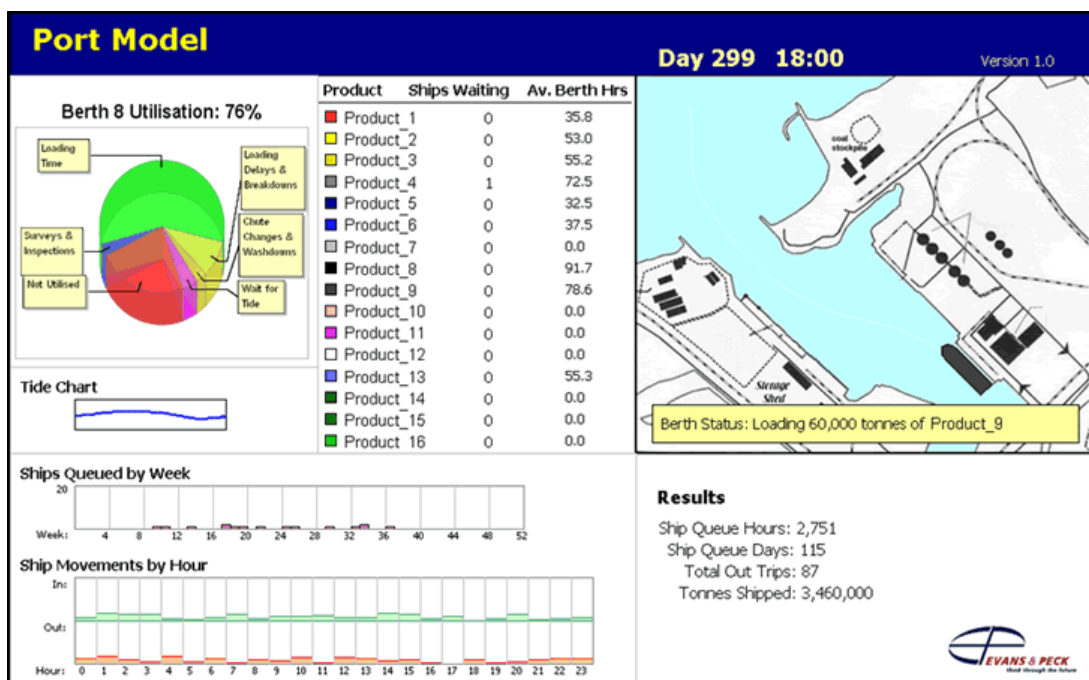 Port Model
Day 299 18:00
Version 1.0
Berth 8 Utilisation: 76%
Loading
Time
Loading
Delays &
Breakdowns
Surveys &
Inspections
Chute
Changes &
Washdowns
Not Utilised
Wait for
Tide
Tide Chart
Product Ships Waiting Av. Berth Hrs
Product_1 0 35.8
Product_2 0 53.0
Product_3 0 55.2
Product_4 1 72.5
Product_5 0 32.5
Product_6 0 37.5
Product_7 0 0.0
Product_8 0 91.7
Product_9 0 78.6
Product_10 0 0.0
Product_11 0 0.0
Product_12 0 0.0
Product_13 0 55.3
Product_14 0 0.0
Product_15 0 0.0
Product_16 0 0.0
coal
stockpile
Storage
Shed
Berth Status: Loading 60,000 tonnes of Product_9
Ships Queued by Week
20
Week: 4 8 12 16 20 24 28 32 36 40 44 48 52
Ship Movements by Hour
In:
Out:
Hour: 0 1 2 3 4 5 6 7 8 9 10 11 12 13 14 15 16 17 18 19 20 21 22 23
Results
Ship Queue Hours: 2,751
Ship Queue Days: 115
Total Out Trips: 87
Tonnes Shipped: 3,460,000
EVANS & PECK
think through the future